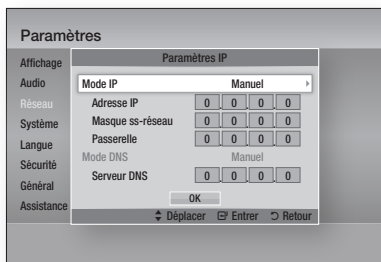 Paramètres
Affichage
Audio
Réseau
Système
Langue
Sécurité
Général
Assistance
Paramètres IP
Mode IP Manuel
Adresse IP 0 . 0 . 0 . 0
Masque ss-réseau 0 . 0 . 0 . 0
Passerelle 0 . 0 . 0 . 0
Mode DNS Manuel
Serveur DNS 0 . 0 . 0 . 0
OK
Déplacer Entrer Retour